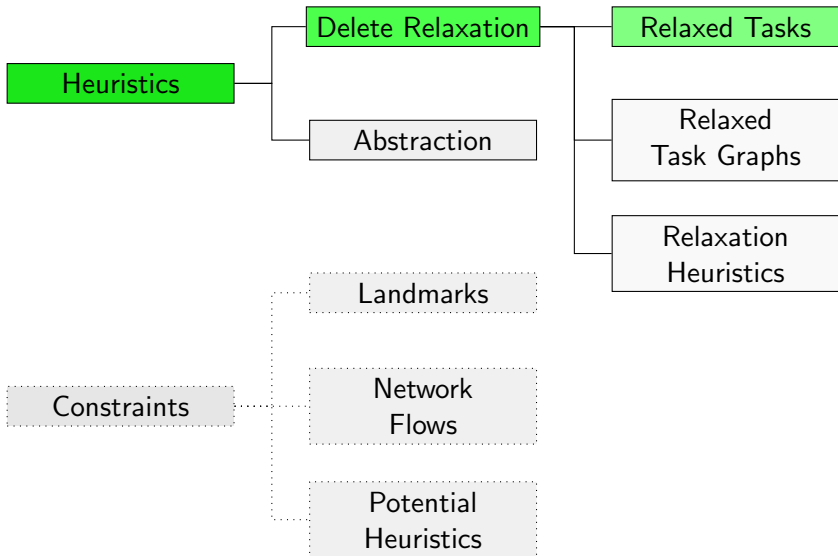 Heuristics
Delete Relaxation
Abstraction
Relaxed Tasks
Relaxed
Task Graphs
Relaxation
Heuristics
Constraints
Landmarks
Network
Flows
Potential
Heuristics